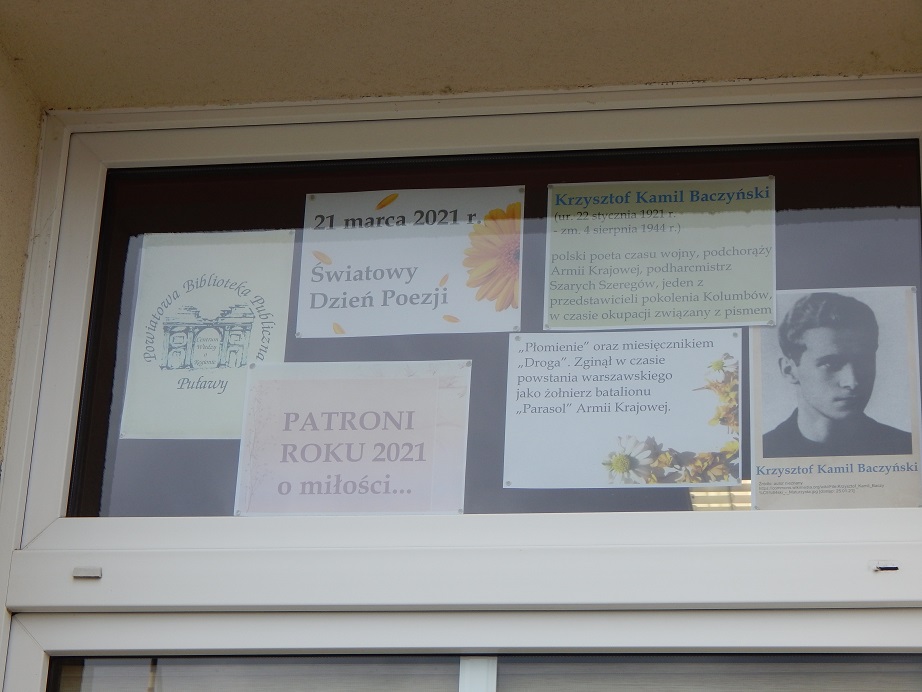 Powiatowa Biblioteka Publiczna
Centrum
Wiedzy
o
Regionie
Puławy
21 marca 2021 r.
Światowy
Dzień Poezji
Krzysztof Kamil Baczyński
(ur. 22 stycznia 1921 r.
- zm. 4 sierpnia 1944 r.)
polski poeta czasu wojny, podchorąży
Armii Krajowej, podharcmistrz
Szarych Szeregów, jeden z
przedstawicieli pokolenia Kolumbów,
w czasie okupacji związany z pismem
PATRONI
ROKU 2021
o miłości...
„Płomienie” oraz miesięcznikiem
„Droga”. Zginął w czasie
powstania warszawskiego
jako żołnierz batalionu
„Parasol” Armii Krajowej.
Krzysztof Kamil Baczyński